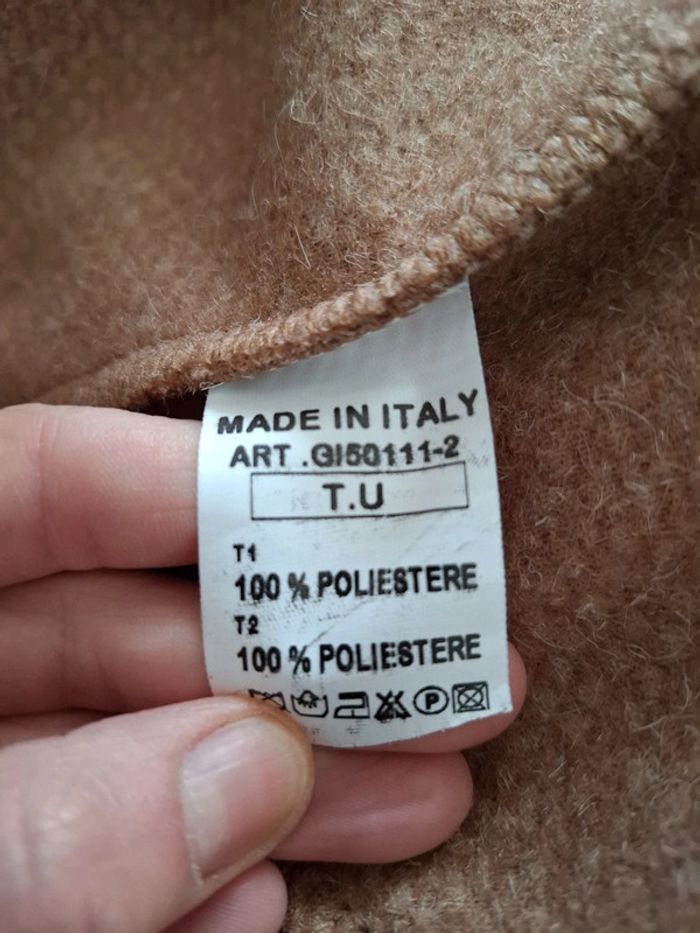 MADE IN ITALY
ART .GI50111-2
T.U
T1
100 % POLIESTERE
T2
100 % POLIESTERE
P